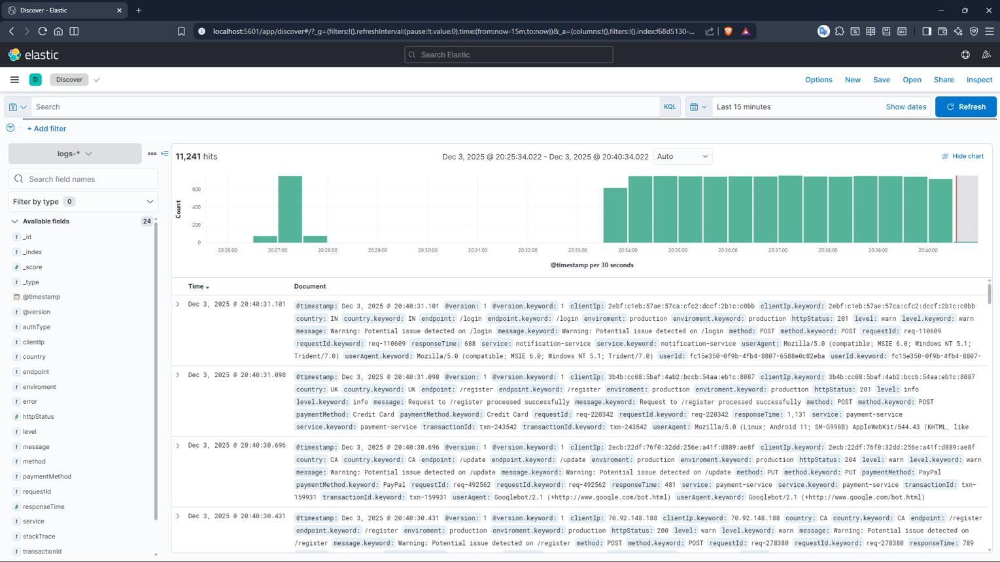 Discover - Elastic
localhost:5601/app/discover#/?_g=(filters:!(),refreshInterval:(pause:!t,value:0),time:(from:now-15m,to:now))&_a=(columns:!(),filters:!(),index:f68d5130-...
elastic
Search Elastic
D
Discover
Options New Save Open Share Inspect
Search
KQL
Last 15 minutes
Show dates
Refresh
+ Add filter
logs-*
Search field names
Filter by type 0
Available fields 24
t _id
t _index
# _score
t _type
@timestamp
t @version
t authType
t clientIp
t country
t endpoint
t enviroment
t error
# httpStatus
t level
t message
t method
t paymentMethod
t requestId
# responseTime
t service
t stackTrace
t transactionId
11,241 hits
Dec 3, 2025 @ 20:25:34.022 - Dec 3, 2025 @ 20:40:34.022
Auto
Hide chart
Count
600
400
200
0
20:26:00 20:27:00 20:28:00 20:29:00 20:30:00 20:31:00 20:32:00 20:33:00 20:34:00 20:35:00 20:36:00 20:37:00 20:38:00 20:39:00 20:40:00
@timestamp per 30 seconds
Time Document
Dec 3, 2025 @ 20:40:31.101
@timestamp: Dec 3, 2025 @ 20:40:31.101 @version: 1 @version.keyword: 1 clientIp: 2ebf:c1eb:57ae:57ca:cfc2:dccf:2b1c:c0bb clientIp.keyword: 2ebf:c1eb:57ae:57ca:cfc2:dccf:2b1c:c0bb
country: IN country.keyword: IN endpoint: /login endpoint.keyword: /login enviroment: production enviroment.keyword: production httpStatus: 201 level: warn level.keyword: warn
message: Warning: Potential issue detected on /login message.keyword: Warning: Potential issue detected on /login method: POST method.keyword: POST requestId: req-110609
requestId.keyword: req-110609 responseTime: 688 service: notification-service service.keyword: notification-service userAgent: Mozilla/5.0 (compatible; MSIE 6.0; Windows NT 5.1;
Trident/7.0) userAgent.keyword: Mozilla/5.0 (compatible; MSIE 6.0; Windows NT 5.1; Trident/7.0) userId: fc15e350-0f9b-4fb4-8807-6588e0c82eba userId.keyword: fc15e350-0f9b-4fb4-8807-
Dec 3, 2025 @ 20:40:31.098
@timestamp: Dec 3, 2025 @ 20:40:31.098 @version: 1 @version.keyword: 1 clientIp: 3b4b:cc08:5baf:4ab2:bccb:54aa:eb1c:8087 clientIp.keyword: 3b4b:cc08:5baf:4ab2:bccb:54aa:eb1c:8087
country: UK country.keyword: UK endpoint: /register endpoint.keyword: /register enviroment: production enviroment.keyword: production httpStatus: 201 level: info
level.keyword: info message: Request to /register processed successfully message.keyword: Request to /register processed successfully method: POST method.keyword: POST
paymentMethod: Credit Card paymentMethod.keyword: Credit Card requestId: req-220342 requestId.keyword: req-220342 responseTime: 1,131 service: payment-service
service.keyword: payment-service transactionId: txn-243542 transactionId.keyword: txn-243542 userAgent: Mozilla/5.0 (Linux; Android 11; SM-G998B) AppleWebKit/544.43 (KHTML, like
Dec 3, 2025 @ 20:40:30.696
@timestamp: Dec 3, 2025 @ 20:40:30.696 @version: 1 @version.keyword: 1 clientIp: 2ecb:22df:76f0:32dd:256e:a41f:d889:ae8f clientIp.keyword: 2ecb:22df:76f0:32dd:256e:a41f:d889:ae8f
country: CA country.keyword: CA endpoint: /update endpoint.keyword: /update enviroment: production enviroment.keyword: production httpStatus: 204 level: warn level.keyword: warn
message: Warning: Potential issue detected on /update message.keyword: Warning: Potential issue detected on /update method: PUT method.keyword: PUT paymentMethod: PayPal
paymentMethod.keyword: PayPal requestId: req-492562 requestId.keyword: req-492562 responseTime: 481 service: payment-service service.keyword: payment-service transactionId: txn-
159931 transactionId.keyword: txn-159931 userAgent: Googlebot/2.1 (+http://www.google.com/bot.html) userAgent.keyword: Googlebot/2.1 (+http://www.google.com/bot.html)
Dec 3, 2025 @ 20:40:30.431
@timestamp: Dec 3, 2025 @ 20:40:30.431 @version: 1 @version.keyword: 1 clientIp: 70.92.148.188 clientIp.keyword: 70.92.148.188 country: CA country.keyword: CA endpoint: /register
endpoint.keyword: /register enviroment: production enviroment.keyword: production httpStatus: 200 level: warn level.keyword: warn message: Warning: Potential issue detected on
/register message.keyword: Warning: Potential issue detected on /register method: POST method.keyword: POST requestId: req-278380 requestId.keyword: req-278380 responseTime: 789